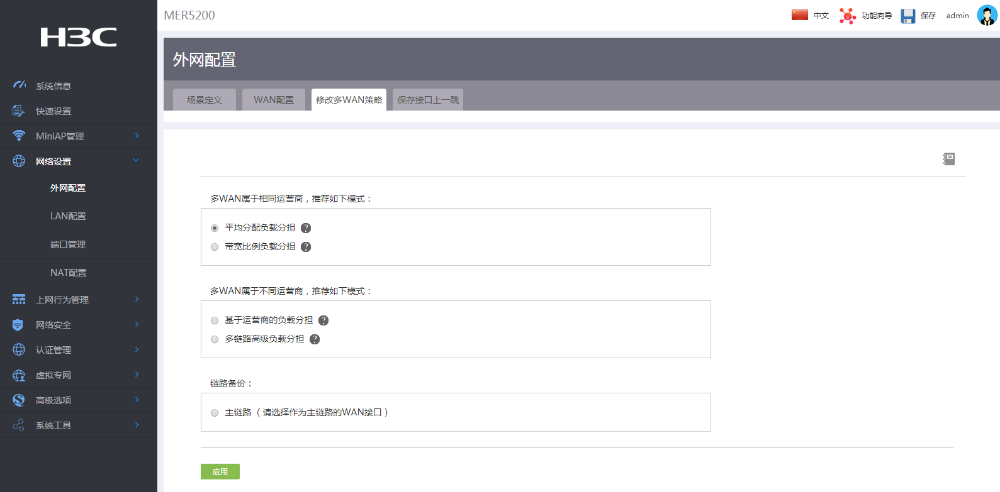 H3C
MER5200
中文
功能向导
保存
admin
系统信息
快速设置
MiniAP管理
网络设置
外网配置
LAN配置
端口管理
NAT配置
上网行为管理
网络安全
认证管理
虚拟专网
高级选项
系统工具
外网配置
场景定义
WAN配置
修改多WAN策略
保存接口上一跳
多WAN属于相同运营商，推荐如下模式：
平均分配负载分担 ?
带宽比例负载分担 ?
多WAN属于不同运营商，推荐如下模式：
基于运营商的负载分担 ?
多链路高级负载分担 ?
链路备份：
主链路（请选择作为主链路的WAN接口）
应用